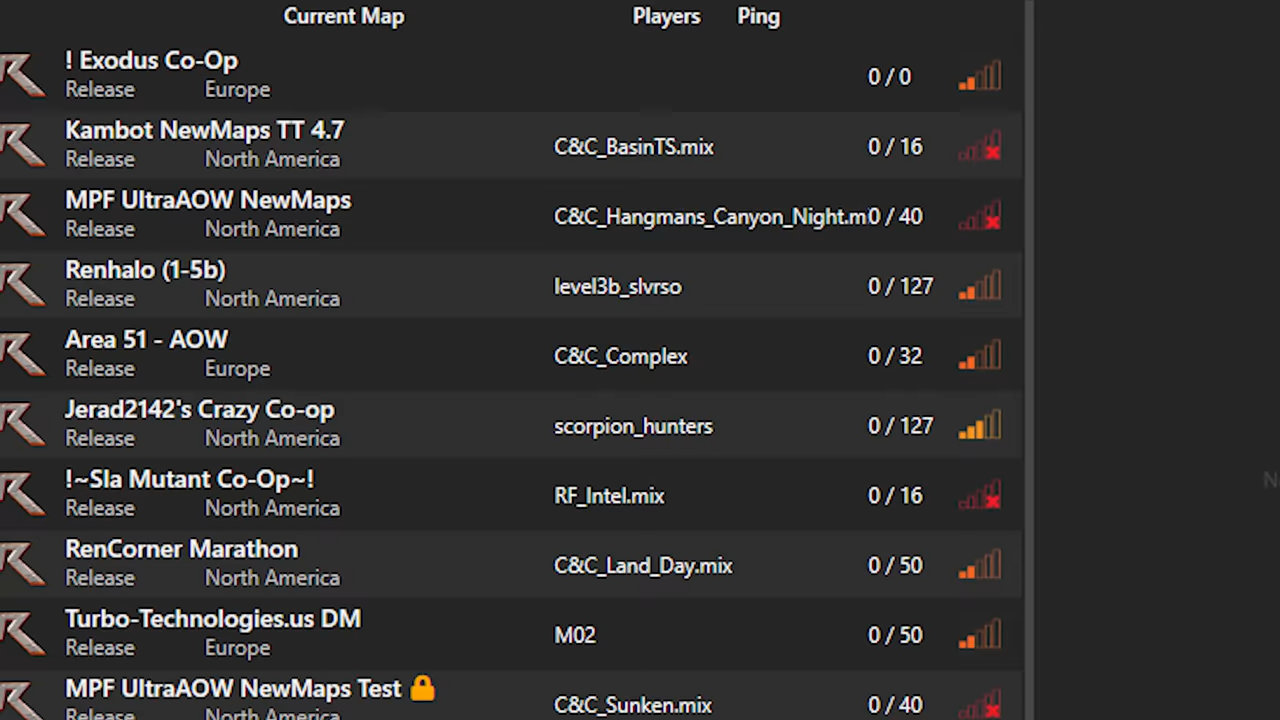 Current Map Players Ping
! Exodus Co-Op
Release Europe 0 / 0
Kambot NewMaps TT 4.7
Release North America C&C_BasinTS.mix 0 / 16
MPF UltraAOW NewMaps
Release North America C&C_Hangmans_Canyon_Night.m 0 / 40
Renhalo (1-5b)
Release North America level3b_slvrso 0 / 127
Area 51 - AOW
Release Europe C&C_Complex 0 / 32
Jerad2142's Crazy Co-op
Release North America scorpion_hunters 0 / 127
!~Sla Mutant Co-Op~!
Release North America RF_Intel.mix 0 / 16
RenCorner Marathon
Release North America C&C_Land_Day.mix 0 / 50
Turbo-Technologies.us DM
Release Europe M02 0 / 50
MPF UltraAOW NewMaps Test
Release North America C&C_Sunken.mix 0 / 40
N